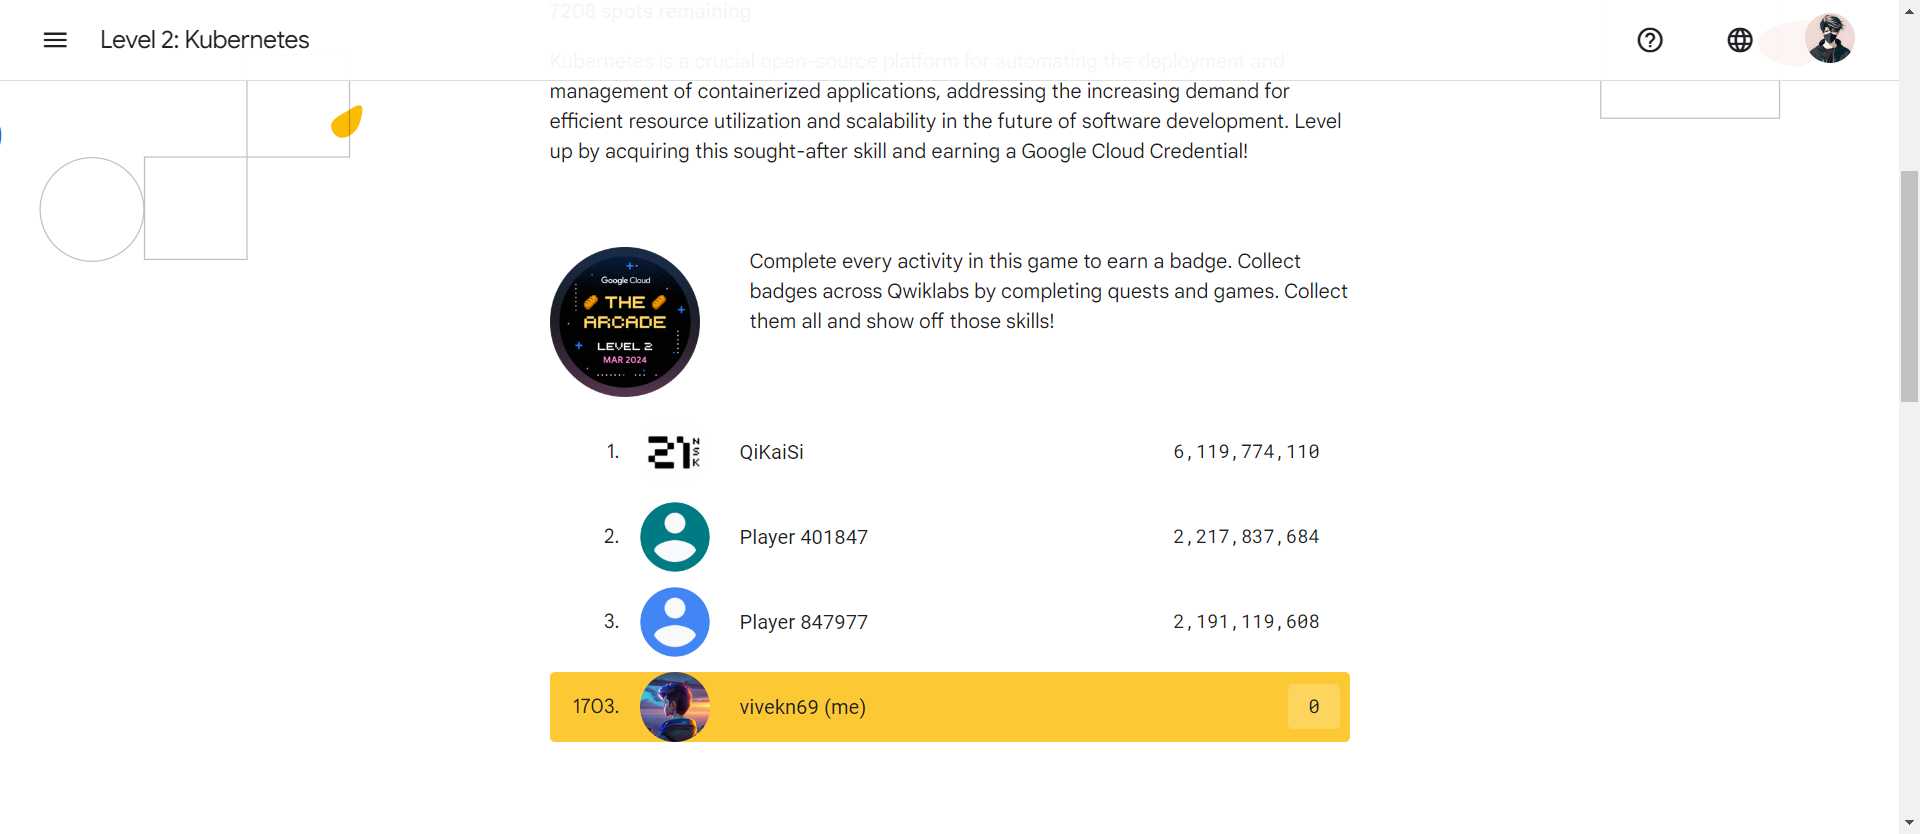 7208 spots remaining
Level 2: Kubernetes
Kubernetes is a crucial open-source platform for automating the deployment and
management of containerized applications, addressing the increasing demand for
efficient resource utilization and scalability in the future of software development. Level
up by acquiring this sought-after skill and earning a Google Cloud Credential!
Google Cloud
THE
ARCADE
LEVEL 2
MAR 2024
Complete every activity in this game to earn a badge. Collect
badges across Qwiklabs by completing quests and games. Collect
them all and show off those skills!
1. 21 NSK QiKaiSi 6,119,774,110
2. Player 401847 2,217,837,684
3. Player 847977 2,191,119,608
1703. vivekn69 (me) 0